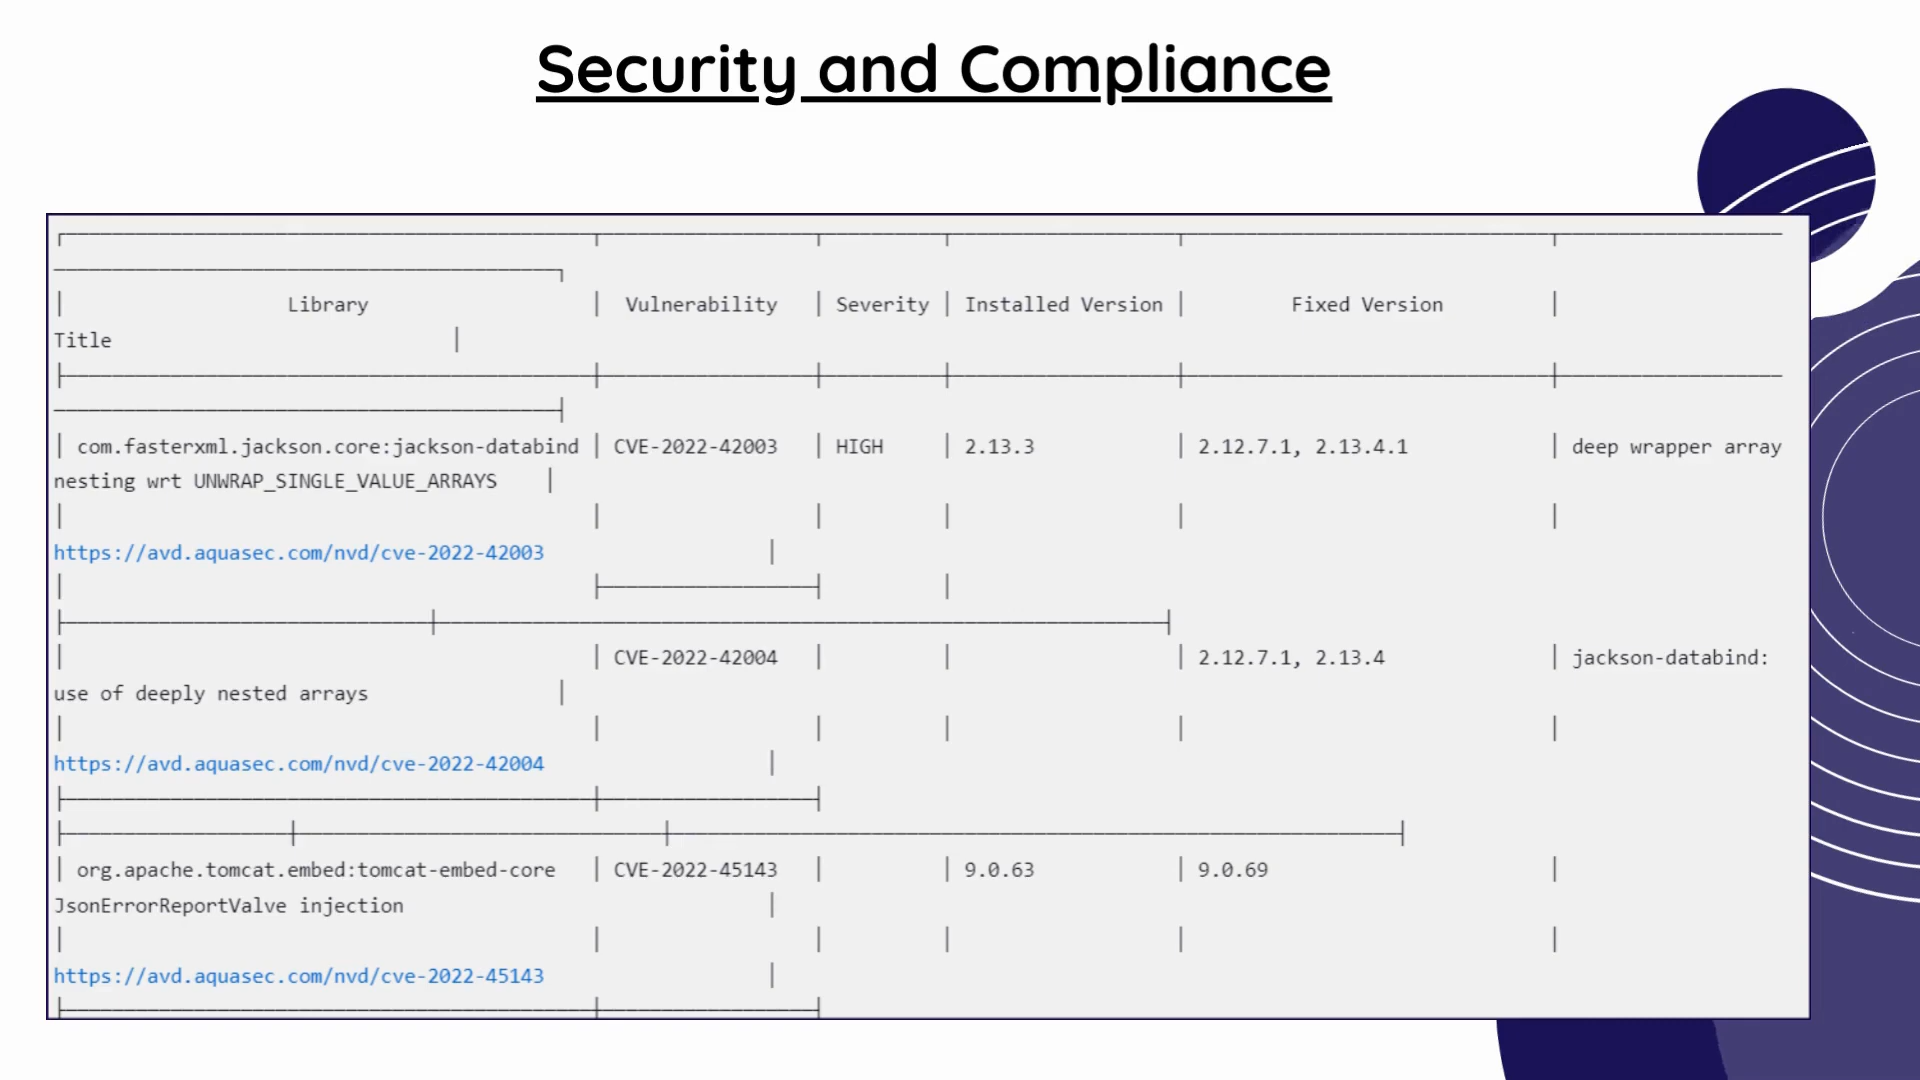 Security and Compliance
Library | Vulnerability | Severity | Installed Version | Fixed Version |
Title |
| com.fasterxml.jackson.core:jackson-databind | CVE-2022-42003 | HIGH | 2.13.3 | 2.12.7.1, 2.13.4.1 | deep wrapper array
nesting wrt UNWRAP_SINGLE_VALUE_ARRAYS |
https://avd.aquasec.com/nvd/cve-2022-42003 |
| | CVE-2022-42004 | | | 2.12.7.1, 2.13.4 | jackson-databind:
use of deeply nested arrays |
https://avd.aquasec.com/nvd/cve-2022-42004 |
| org.apache.tomcat.embed:tomcat-embed-core | CVE-2022-45143 | | 9.0.63 | 9.0.69 |
JsonErrorReportValve injection |
https://avd.aquasec.com/nvd/cve-2022-45143 |